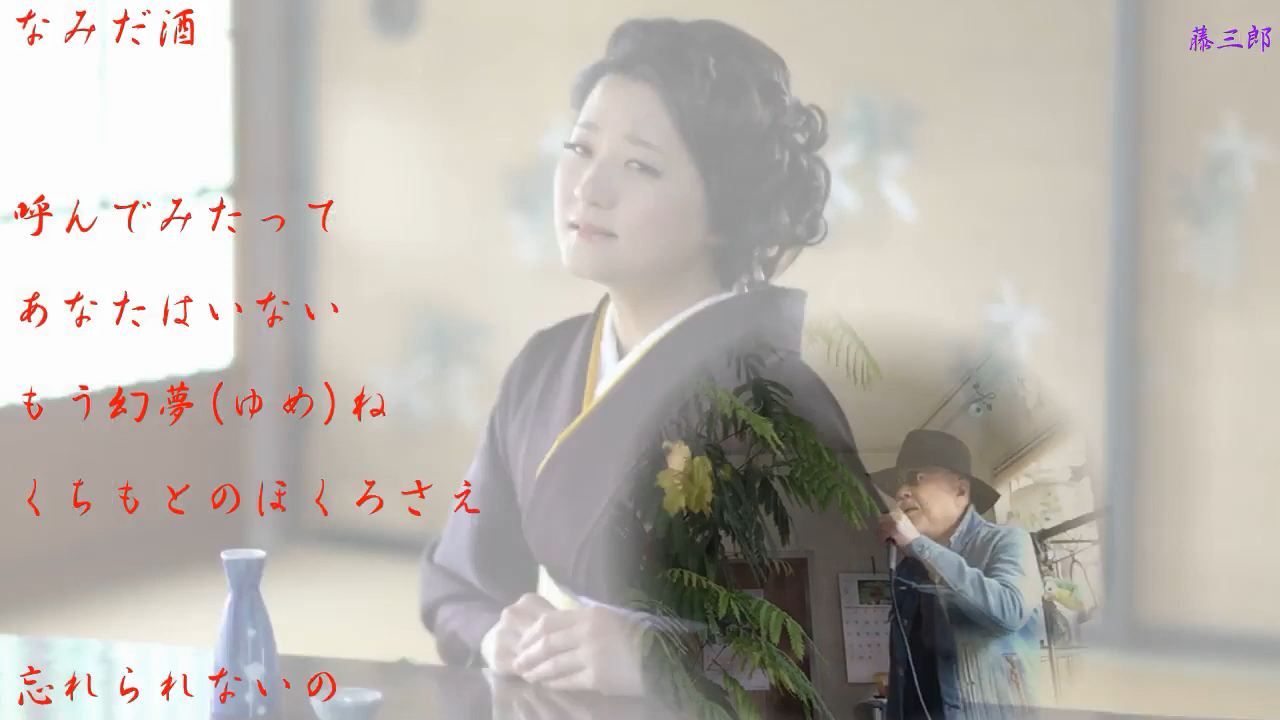 なみだ酒
藤三郎
呼んでみたって
あなたはいない
もう幻夢(ゆめ)ね
くちもとのほくろさえ
忘れられないの